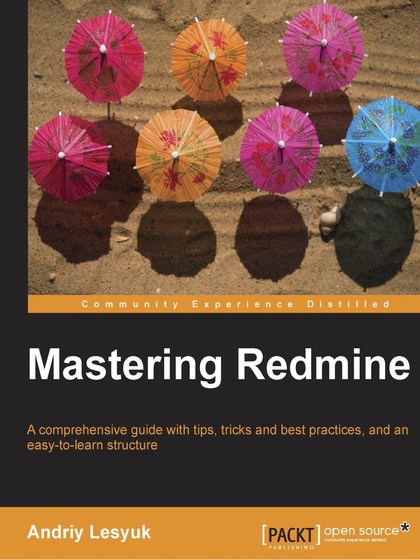 Community Experience Distilled
Mastering Redmine
A comprehensive guide with tips, tricks and best practices, and an
easy-to-learn structure
Andriy Lesyuk
[PACKT] open source*
PUBLISHING community experience distilled